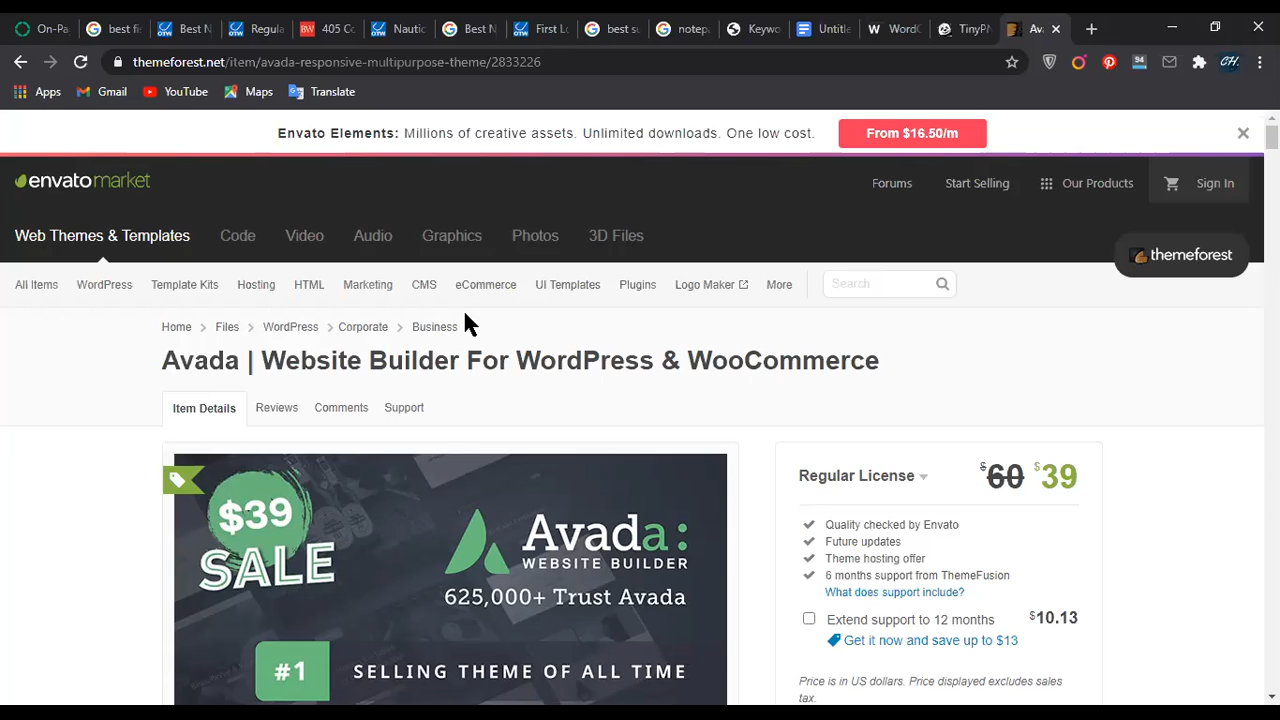 On-Pa
best fi
Best N
Regula
405 Co
Nautic
Best N
First Lo
best su
notep
Keywo
Untitle
WordC
TinyPN
Ava
themeforest.net/item/avada-responsive-multipurpose-theme/2833226
94
CH.
Apps Gmail YouTube Maps Translate
Envato Elements: Millions of creative assets. Unlimited downloads. One low cost. From $16.50/m
envatomarket
Forums Start Selling Our Products Sign In
Web Themes & Templates Code Video Audio Graphics Photos 3D Files
themeforest
All Items WordPress Template Kits Hosting HTML Marketing CMS eCommerce UI Templates Plugins Logo Maker More Search
Home Files WordPress Corporate Business
Avada | Website Builder For WordPress & WooCommerce
Item Details Reviews Comments Support
$39
SALE
Avada:
WEBSITE BUILDER
625,000+ Trust Avada
#1 SELLING THEME OF ALL TIME
Regular License $60 $39
Quality checked by Envato
Future updates
Theme hosting offer
6 months support from ThemeFusion
What does support include?
Extend support to 12 months $10.13
Get it now and save up to $13
Price is in US dollars. Price displayed excludes sales
tax.